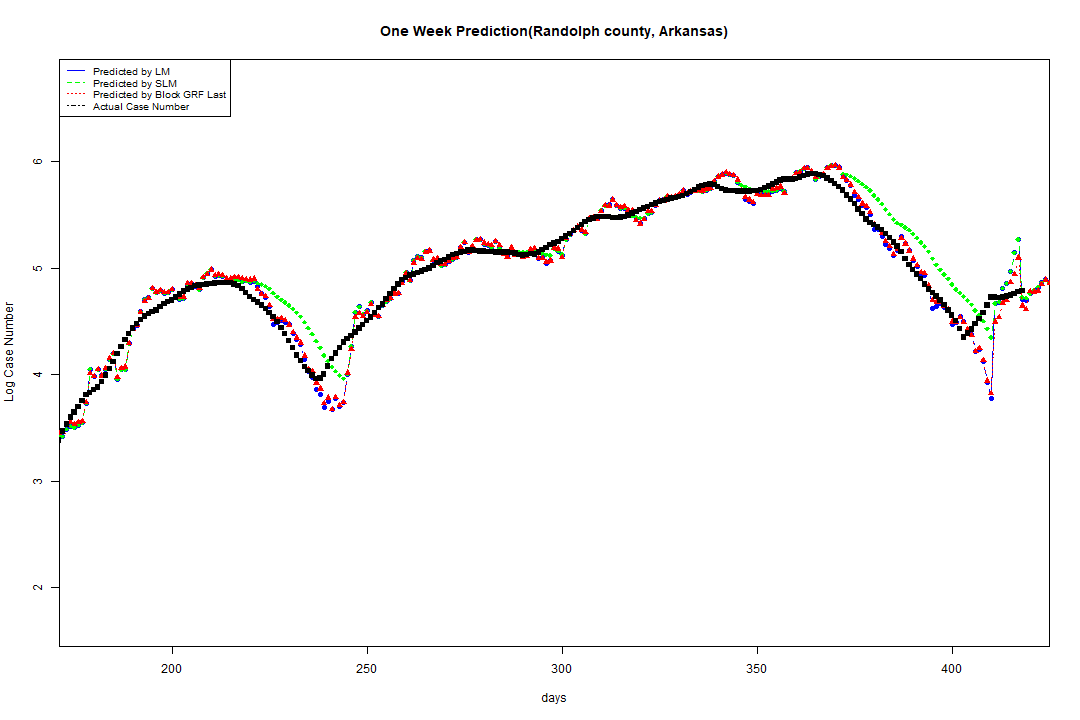 One Week Prediction(Randolph county, Arkansas)
Predicted by LM
Predicted by SLM
Predicted by Block GRF Last
Actual Case Number
6
5
4
3
2
Log Case Number
200 250 300 350 400
days